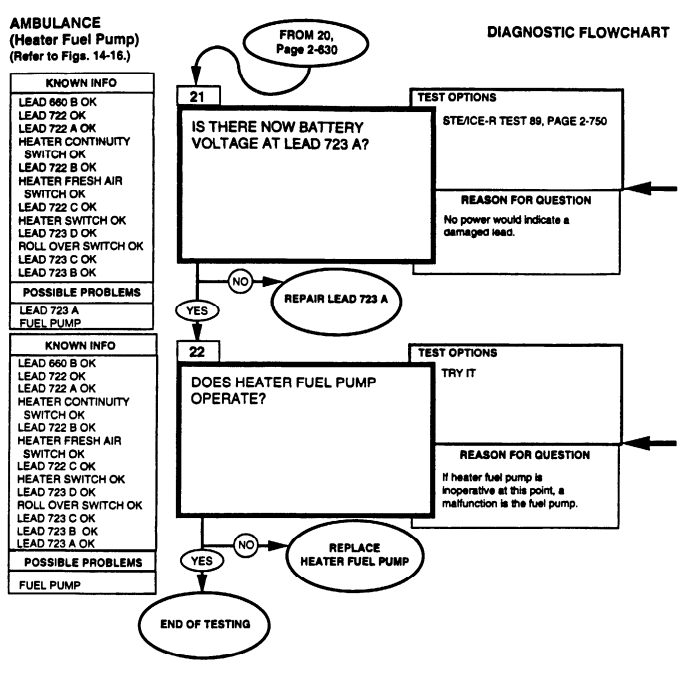 AMBULANCE
(Heater Fuel Pump)
(Refer to Figs. 14-16.)
FROM 20,
Page 2-630
DIAGNOSTIC FLOWCHART
KNOWN INFO
LEAD 660 B OK
LEAD 722 OK
LEAD 722 A OK
HEATER CONTINUITY
SWITCH OK
LEAD 722 B OK
HEATER FRESH AIR
SWITCH OK
LEAD 722 C OK
HEATER SWITCH OK
LEAD 723 D OK
ROLL OVER SWITCH OK
LEAD 723 C OK
LEAD 723 B OK
POSSIBLE PROBLEMS
LEAD 723 A
FUEL PUMP
21
IS THERE NOW BATTERY
VOLTAGE AT LEAD 723 A?
TEST OPTIONS
STE/ICE-R TEST 89, PAGE 2-750
REASON FOR QUESTION
No power would indicate a
damaged lead.
NO
REPAIR LEAD 723 A
YES
KNOWN INFO
LEAD 660 B OK
LEAD 722 OK
LEAD 722 A OK
HEATER CONTINUITY
SWITCH OK
LEAD 722 B OK
HEATER FRESH AIR
SWITCH OK
LEAD 722 C OK
HEATER SWITCH OK
LEAD 723 D OK
ROLL OVER SWITCH OK
LEAD 723 C OK
LEAD 723 B OK
LEAD 723 A OK
POSSIBLE PROBLEMS
FUEL PUMP
22
DOES HEATER FUEL PUMP
OPERATE?
TEST OPTIONS
TRY IT
REASON FOR QUESTION
If heater fuel pump is
inoperative at this point, a
malfunction is the fuel pump.
NO
REPLACE
HEATER FUEL PUMP
YES
END OF TESTING